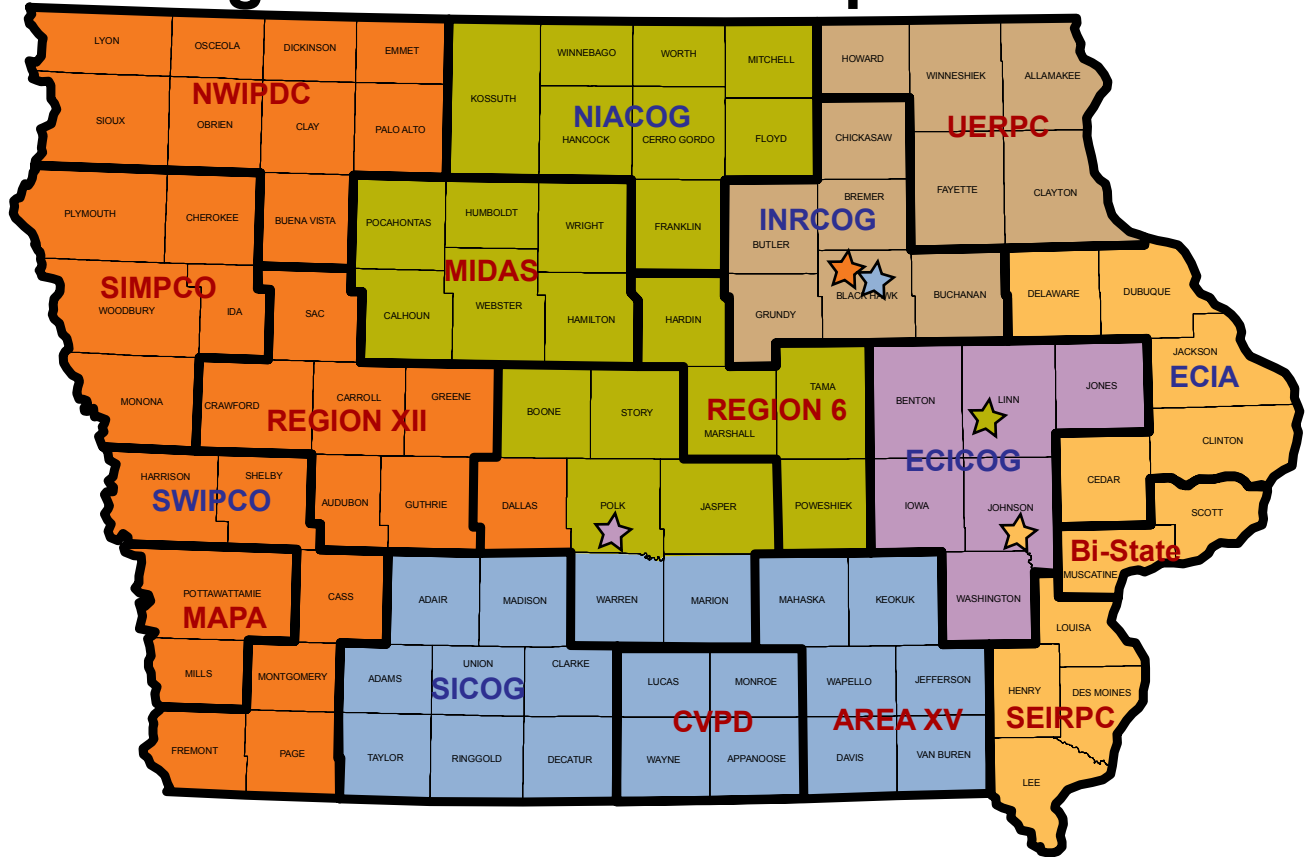 LYON
OSCEOLA
DICKINSON
EMMET
NWIPDC
SIOUX
OBRIEN
CLAY
PALO ALTO
KOSSUTH
WINNEBAGO
WORTH
MITCHELL
NIACOG
HANCOCK
CERRO GORDO
FLOYD
HOWARD
WINNESHIEK
ALLAMAKEE
UERPC
CHICKASAW
FAYETTE
CLAYTON
PLYMOUTH
CHEROKEE
BUENA VISTA
POCAHONTAS
HUMBOLDT
WRIGHT
FRANKLIN
BREMER
INRCOG
BUTLER
SIMPCO
WOODBURY
IDA
SAC
MIDAS
CALHOUN
WEBSTER
HAMILTON
HARDIN
GRUNDY
BLACK HAWK
BUCHANAN
DELAWARE
DUBUQUE
JACKSON
ECIA
MONONA
CRAWFORD
CARROLL
GREENE
REGION XII
BOONE
STORY
MARSHALL
TAMA
REGION 6
BENTON
LINN
JONES
CLINTON
ECICOG
HARRISON
SHELBY
SWIPCO
AUDUBON
GUTHRIE
DALLAS
POLK
JASPER
POWESHIEK
IOWA
JOHNSON
CEDAR
SCOTT
Bi-State
MUSCATINE
POTTAWATTAMIE
MAPA
CASS
ADAIR
MADISON
WARREN
MARION
MAHASKA
KEOKUK
WASHINGTON
LOUISA
MILLS
MONTGOMERY
ADAMS
UNION
CLARKE
SICOG
LUCAS
MONROE
CVPD
WAPELLO
JEFFERSON
AREA XV
HENRY
DES MOINES
SEIRPC
FREMONT
PAGE
TAYLOR
RINGGOLD
DECATUR
WAYNE
APPANOOSE
DAVIS
VAN BUREN
LEE